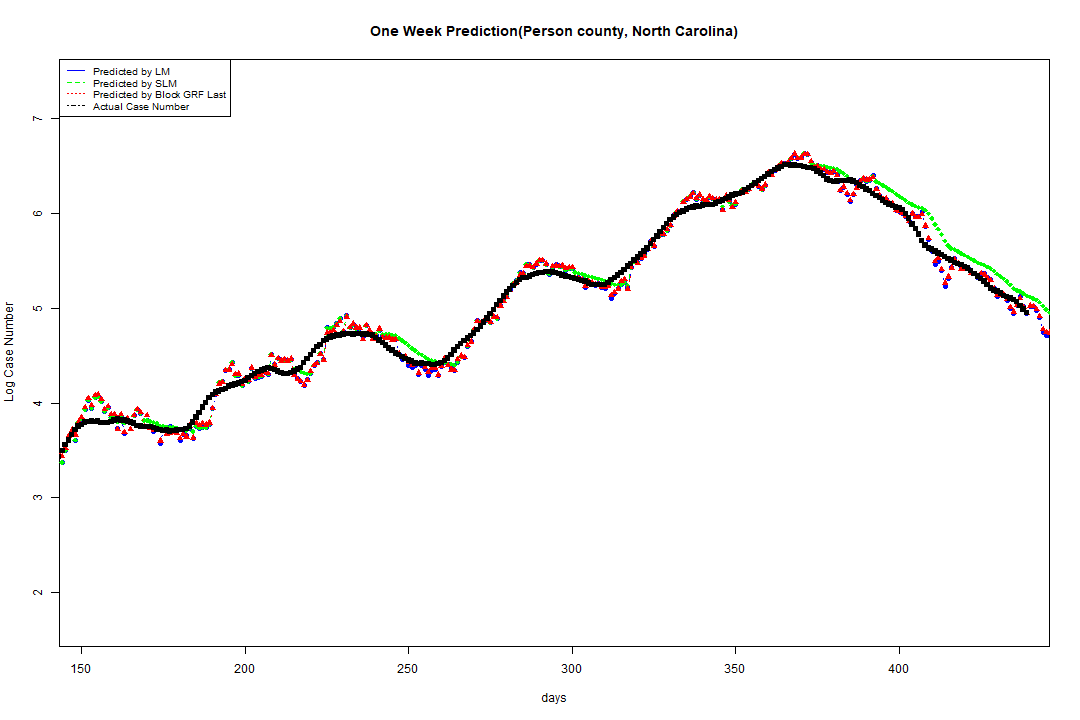 One Week Prediction(Person county, North Carolina)
Predicted by LM
Predicted by SLM
Predicted by Block GRF Last
Actual Case Number
7
6
5
4
3
2
Log Case Number
150 200 250 300 350 400
days